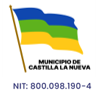 MUNICIPIO DE
CASTILLA LA NUEVA
NIT: 800.098.190-4